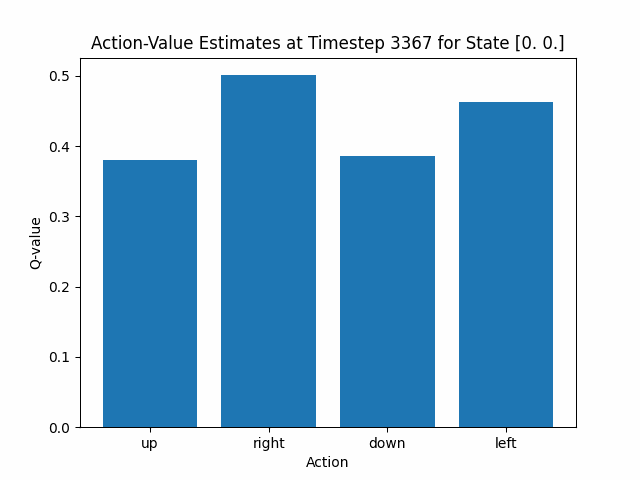 Action-Value Estimates at Timestep 3367 for State [0. 0.]
0.5
0.4
0.3
0.2
0.1
0.0
Q-value
up right down left
Action